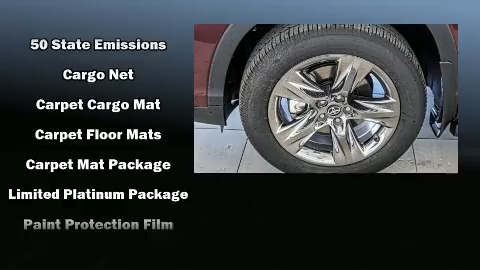 50 State Emissions
Cargo Net
Carpet Cargo Mat
Carpet Floor Mats
Carpet Mat Package
Limited Platinum Package
Paint Protection Film